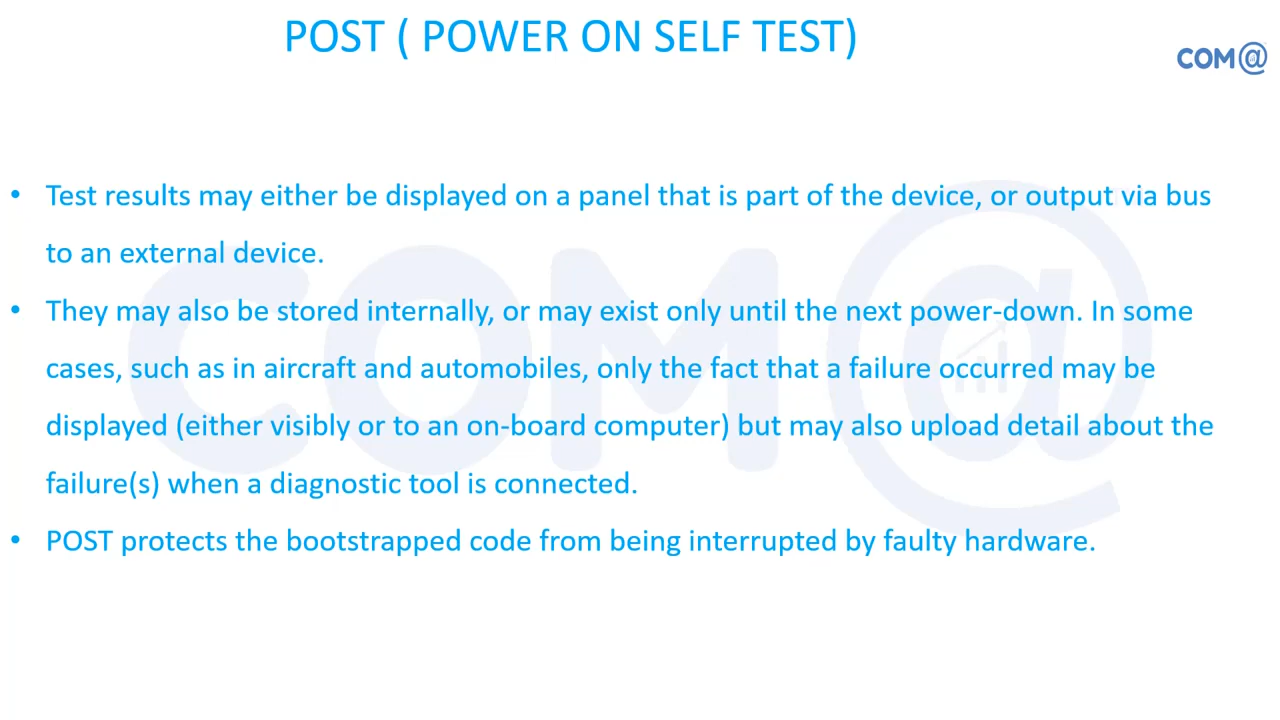 POST ( POWER ON SELF TEST)
COM@
• Test results may either be displayed on a panel that is part of the device, or output via bus
to an external device.
• They may also be stored internally, or may exist only until the next power-down. In some
cases, such as in aircraft and automobiles, only the fact that a failure occurred may be
displayed (either visibly or to an on-board computer) but may also upload detail about the
failure(s) when a diagnostic tool is connected.
• POST protects the bootstrapped code from being interrupted by faulty hardware.
COM@